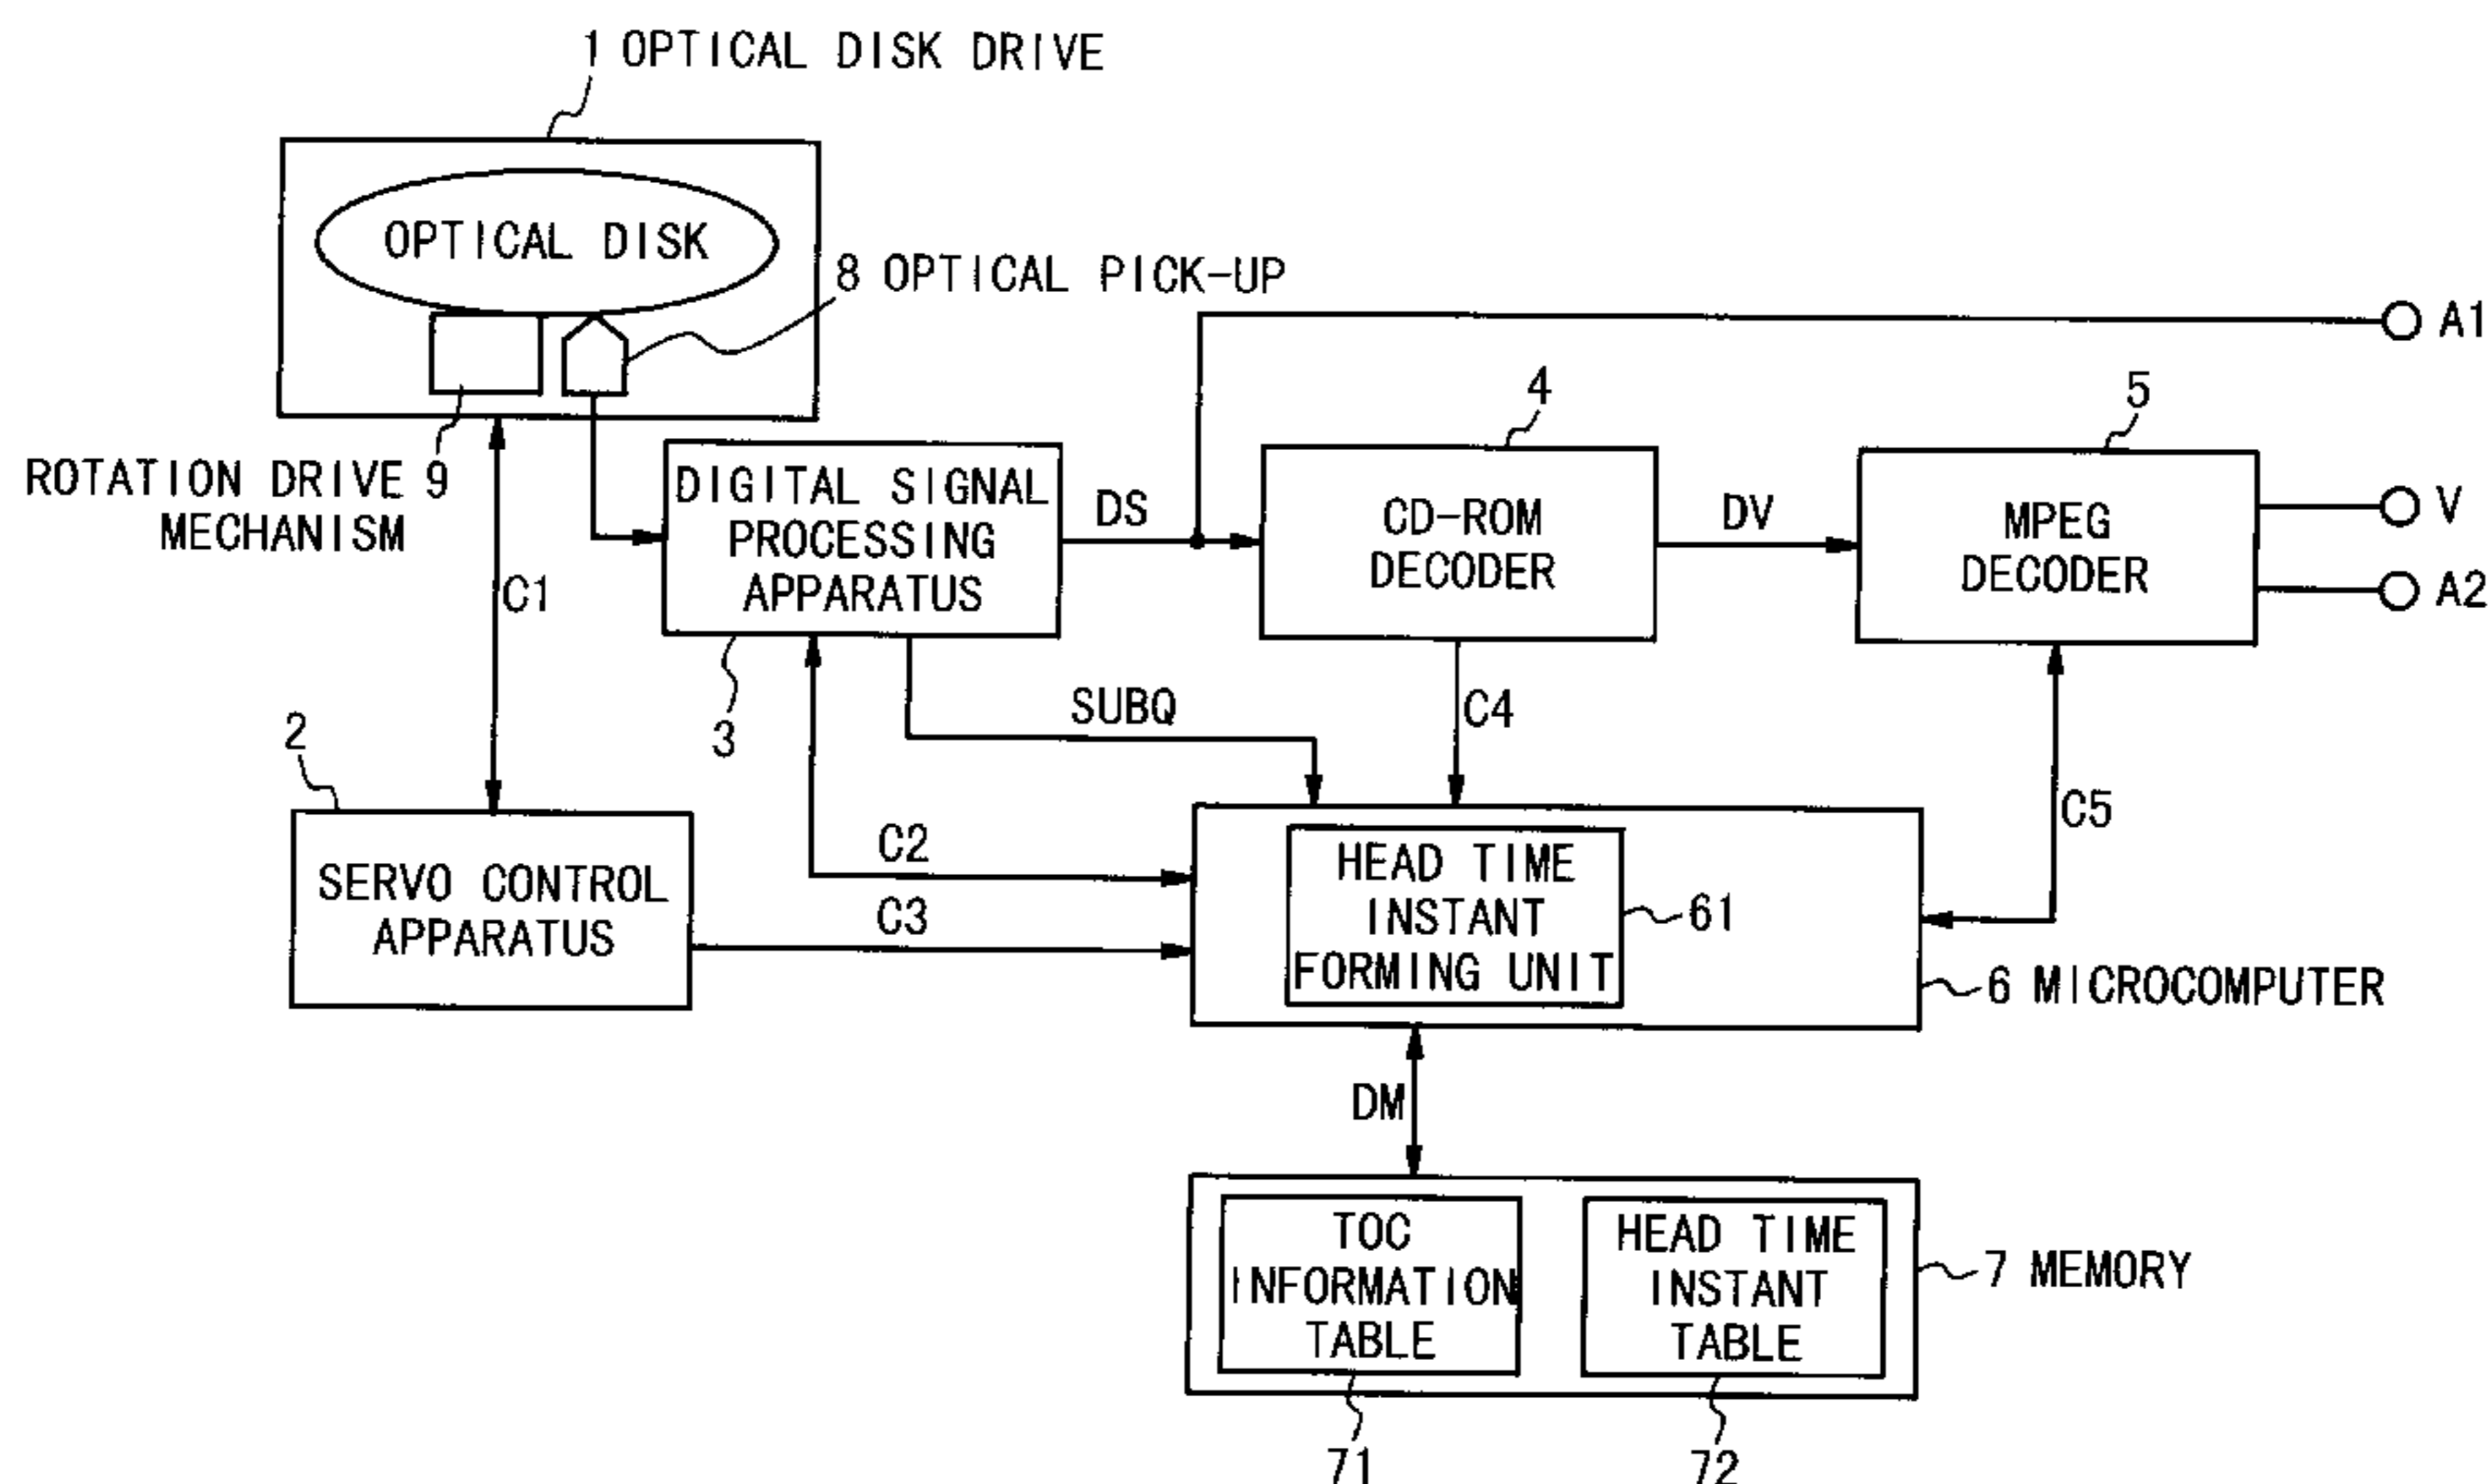 1 OPTICAL DISK DRIVE
OPTICAL DISK
8 OPTICAL PICK-UP
A1
4
5
ROTATION DRIVE 9
MECHANISM
DIGITAL SIGNAL
PROCESSING
APPARATUS
DS
CD-ROM
DECODER
DV
MPEG
DECODER
V
A2
C1
3
SUBQ
C4
2
C5
SERVO CONTROL
APPARATUS
C2
C3
HEAD TIME
INSTANT
FORMING UNIT
61
6 MICROCOMPUTER
DM
TOC
INFORMATION
TABLE
HEAD TIME
INSTANT
TABLE
7 MEMORY
71
72